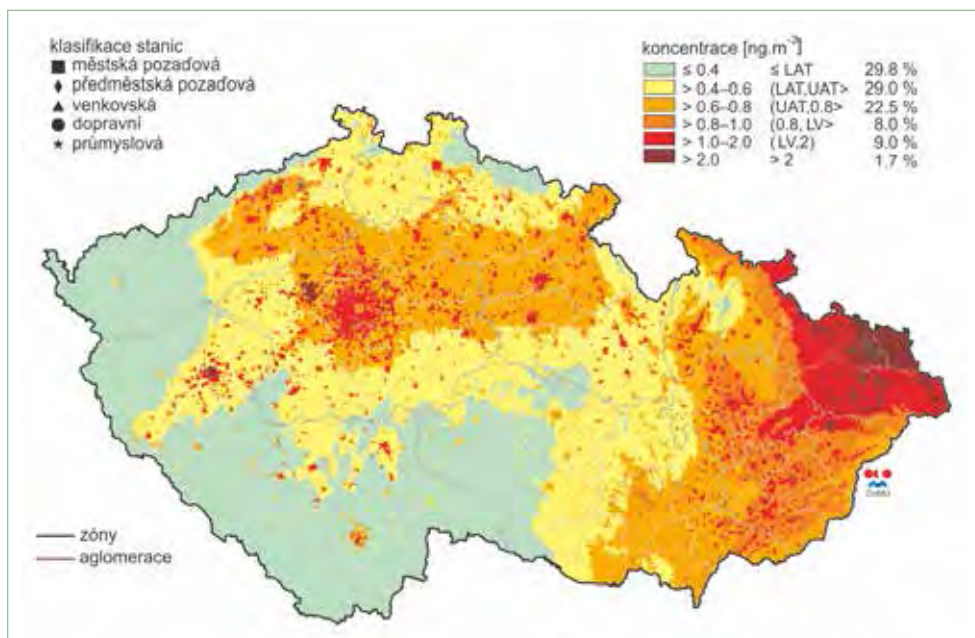 klasifikace stanic
městská pozaďová
předměstská pozaďová
venkovská
dopravní
průmyslová
koncentrace [ng.m⁻³]
≤ 0.4 ≤ LAT 29.8 %
> 0.4–0.6 (LAT,UAT> 29.0 %
> 0.6–0.8 (UAT,0.8> 22.5 %
> 0.8–1.0 (0.8, LV> 8.0 %
> 1.0–2.0 (LV,2⟩ 9.0 %
> 2.0 > 2 1.7 %
zóny
aglomerace